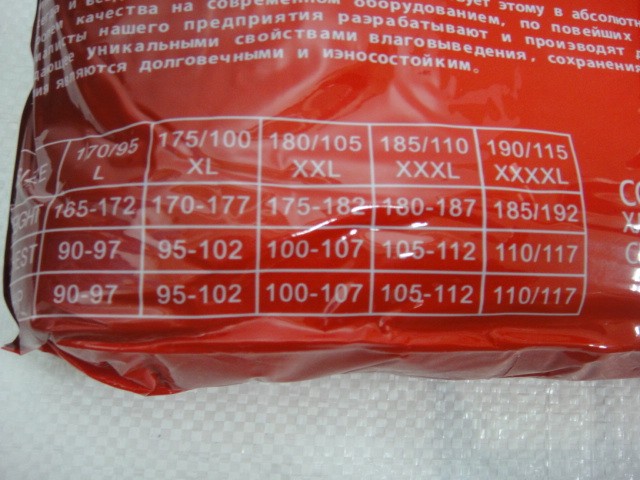 этому в абсолютн
качества на современном оборудовании, по новейших
нашего предприятия разрабатывают и производят
уникальными свойствами влаговыведения, сохранения
являются долговечными и износостойким.
170/95 175/100 180/105 185/110 190/115
L XL XXL XXXL XXXXL
165-172 170-177 175-182 180-187 185/192
90-97 95-102 100-107 105-112 110/117
90-97 95-102 100-107 105-112 110/117